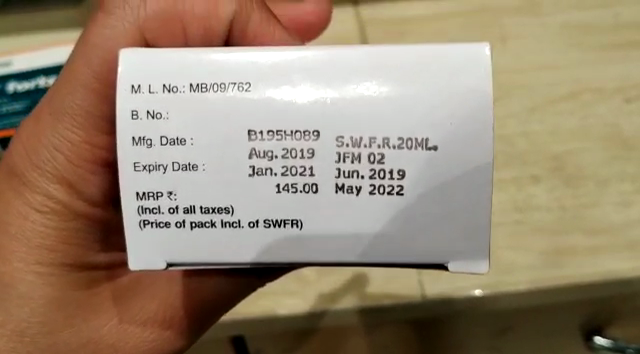 M. L. No.: MB/09/762
B. No.: B195H089 S.W.F.R.20ML.
Mfg. Date : Aug. 2019 JFM 02
Expiry Date : Jan. 2021 Jun. 2019
MRP ₹: 145.00 May 2022
(Incl. of all taxes)
(Price of pack Incl. of SWFR)